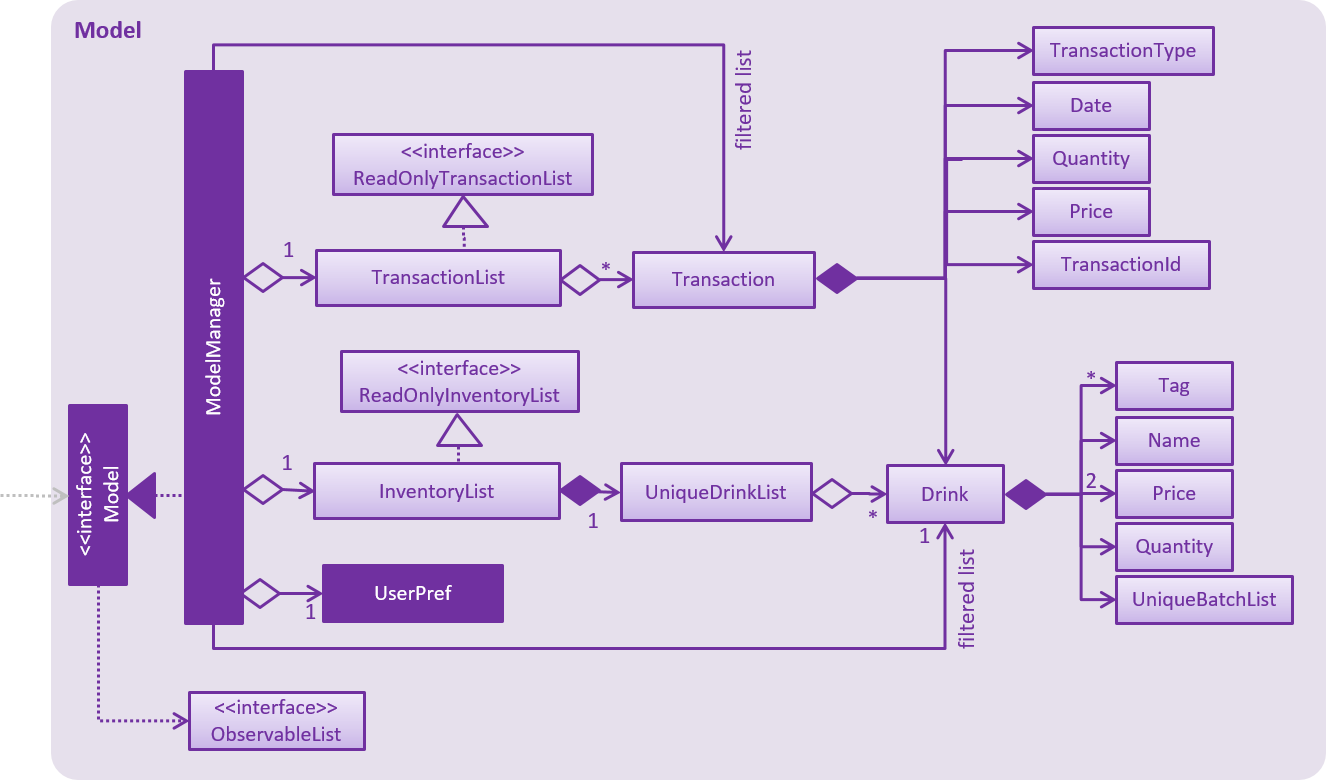 Model
filtered list
TransactionType
Date
Quantity
Price
TransactionId
<<interface>>
ReadOnlyTransactionList
1
TransactionList
*
Transaction
ModelManager
<<interface>>
ReadOnlyInventoryList
<<interface>>
Model
1
InventoryList
1
UniqueDrinkList
*
Drink
1
*
Tag
Name
2
Price
Quantity
UniqueBatchList
1
UserPref
filtered list
<<interface>>
ObservableList